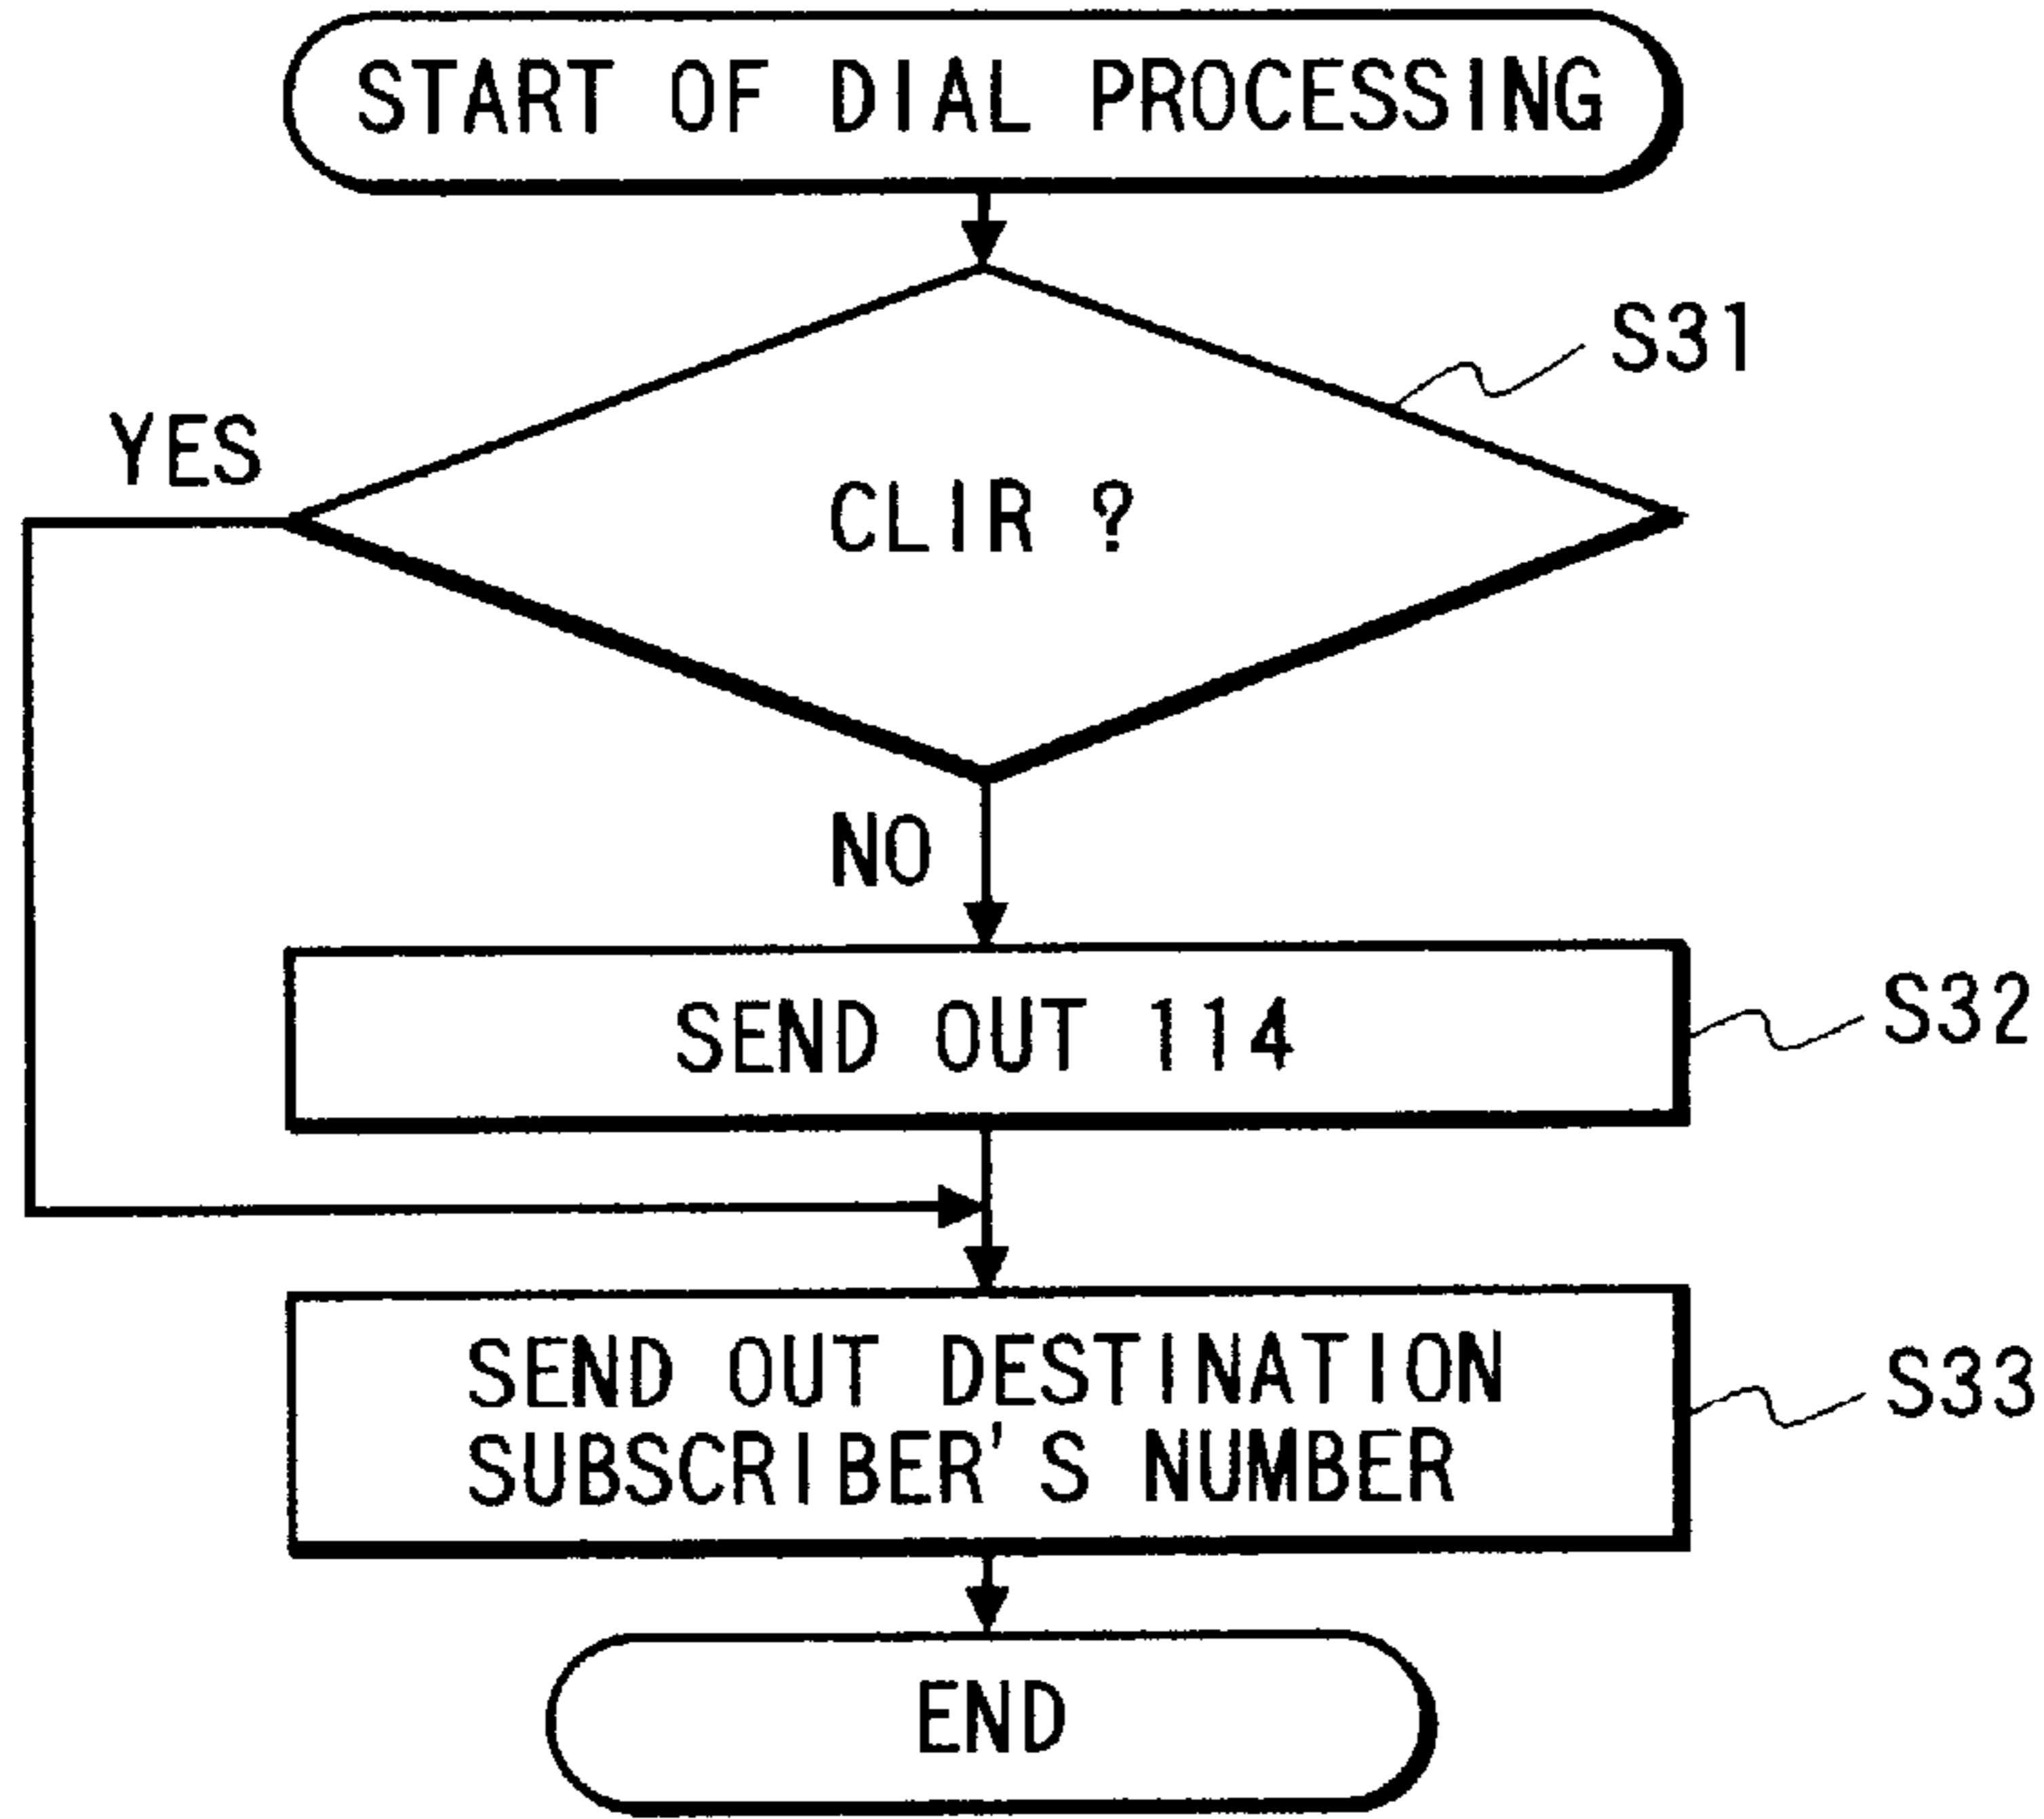 START OF DIAL PROCESSING
S31
YES
CLIR ?
NO
SEND OUT 114
S32
SEND OUT DESTINATION
SUBSCRIBER'S NUMBER
S33
END